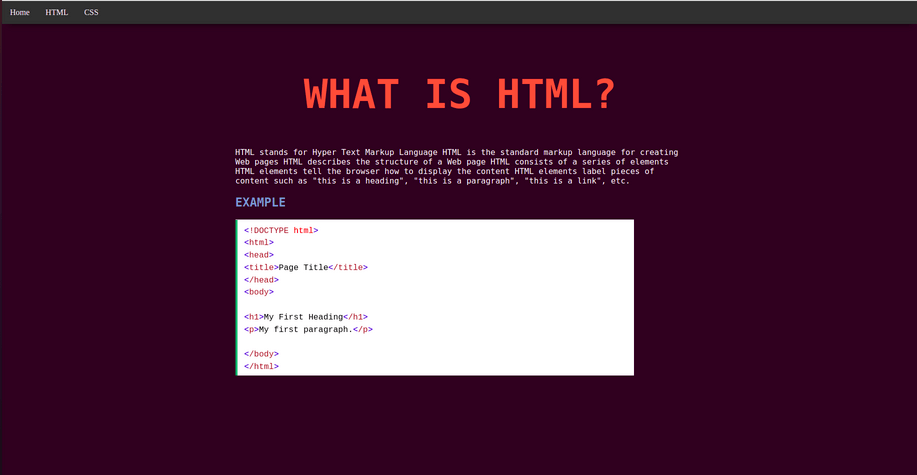 Home HTML CSS
WHAT IS HTML?
HTML stands for Hyper Text Markup Language HTML is the standard markup language for creating
Web pages HTML describes the structure of a Web page HTML consists of a series of elements
HTML elements tell the browser how to display the content HTML elements label pieces of
content such as "this is a heading", "this is a paragraph", "this is a link", etc.
EXAMPLE
<!DOCTYPE html>
<html>
<head>
<title>Page Title</title>
</head>
<body>
<h1>My First Heading</h1>
<p>My first paragraph.</p>
</body>
</html>